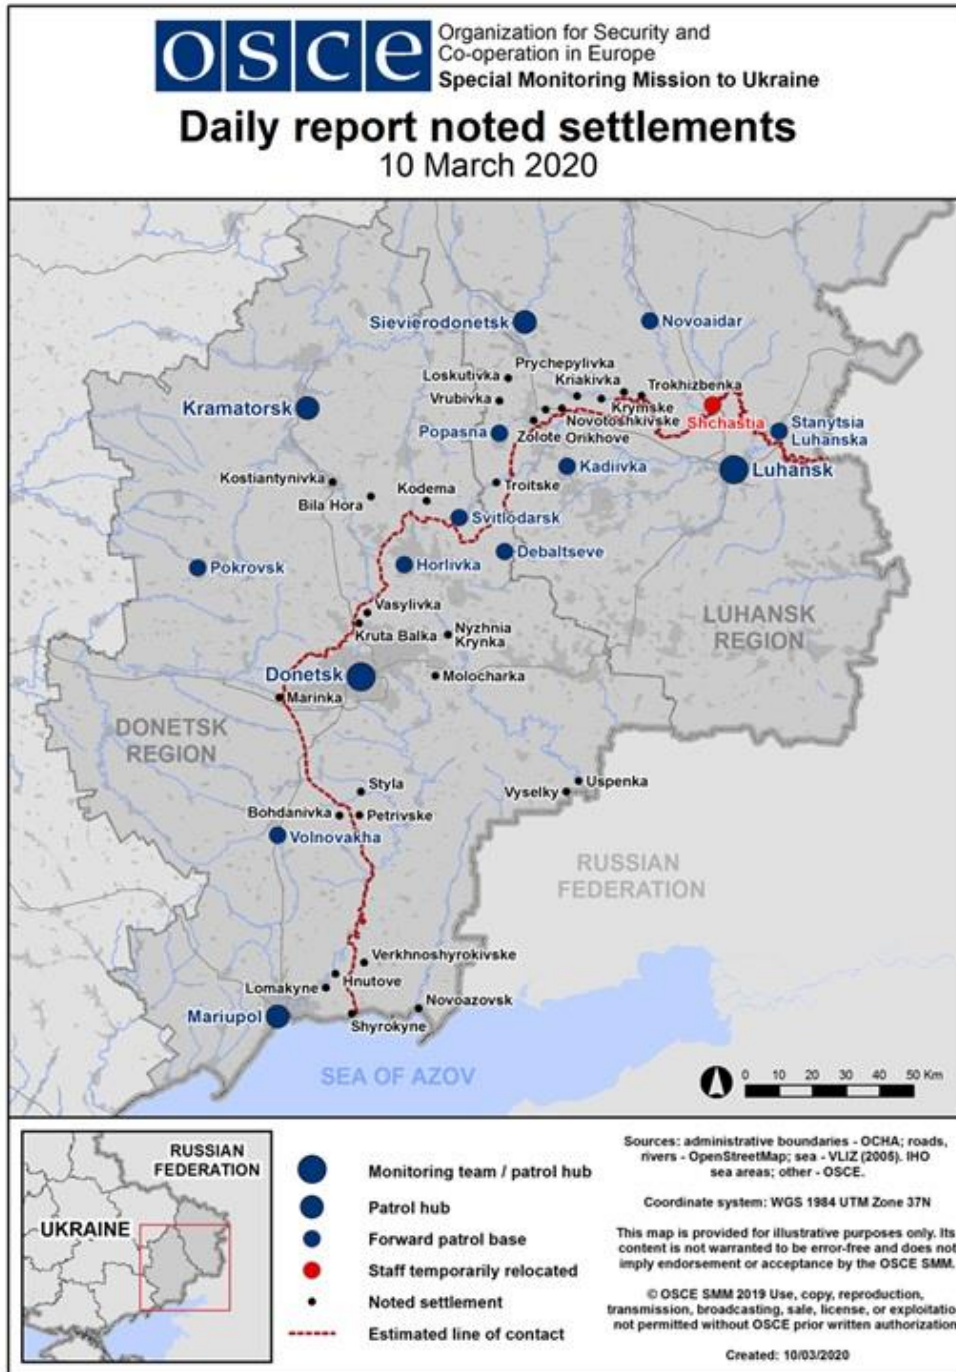 osce
Organization for Security and
Co-operation in Europe
Special Monitoring Mission to Ukraine
Daily report noted settlements
10 March 2020
Sievierodonetsk
Novoaidar
Prychepylivka
Loskutivka
Kriakivka
Trokhizbenka
Vrubivka
Kramatorsk
Krymske
Novotoshkivske
Shchastia
Stanytsia
Luhanska
Popasna
Zolote
Orikhove
Kadiivka
Luhansk
Kostiantynivka
Troitske
Kodema
Bila Hora
Svitlodarsk
Debaltseve
Pokrovsk
Horlivka
Vasylivka
LUHANSK
REGION
Nyzhnia
Krynka
Kruta Balka
Donetsk
Molocharka
Marinka
DONETSK
REGION
Styla
Uspenka
Vyselky
Bohdanivka
Petrivske
Volnovakha
RUSSIAN
FEDERATION
Verkhnoshyrokivske
Hnutove
Lomakyne
Novoazovsk
Mariupol
Shyrokyne
SEA OF AZOV
0 10 20 30 40 50 Km
RUSSIAN
FEDERATION
UKRAINE
Monitoring team / patrol hub
Patrol hub
Forward patrol base
Staff temporarily relocated
Noted settlement
Estimated line of contact
Sources: administrative boundaries - OCHA; roads,
rivers - OpenStreetMap; sea - VLIZ (2005). IHO
sea areas; other - OSCE.
Coordinate system: WGS 1984 UTM Zone 37N
This map is provided for illustrative purposes only. Its
content is not warranted to be error-free and does not
imply endorsement or acceptance by the OSCE SMM.
© OSCE SMM 2019 Use, copy, reproduction,
transmission, broadcasting, sale, license, or exploitatio
not permitted without OSCE prior written authorization
Created: 10/03/2020